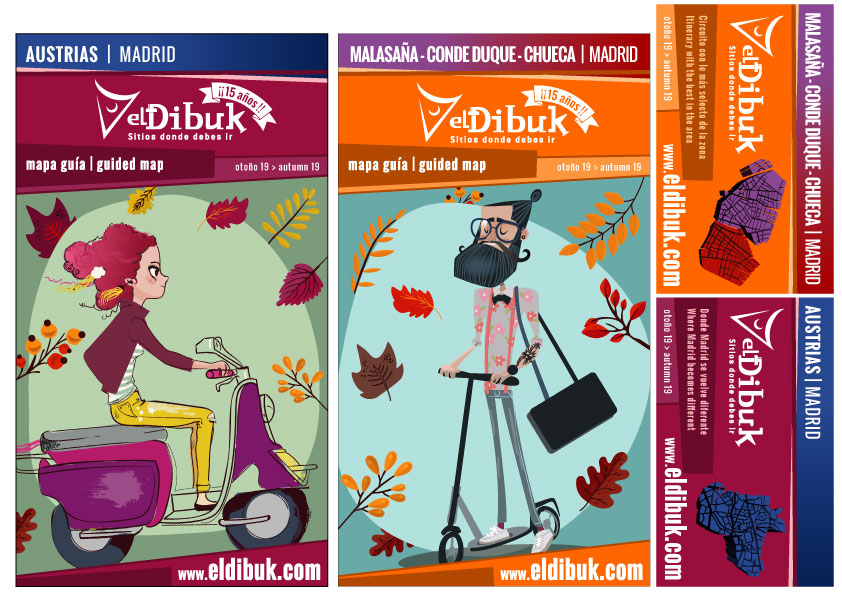 AUSTRIAS | MADRID
elDibuk
¡¡15 años!!
Sitios donde debes ir
mapa guía | guided map
otoño 19 > autumn 19
www.eldibuk.com
MALASAÑA - CONDE DUQUE - CHUECA | MADRID
elDibuk
¡¡15 años!!
Sitios donde debes ir
mapa guía | guided map
otoño 19 > autumn 19
www.eldibuk.com
MALASAÑA - CONDE DUQUE - CHUECA | MADRID
elDibuk
Sitios donde debes ir
Circuito con lo más selecto de la zona
Itinerary with the best in the area
otoño 19 > autumn 19
www.eldibuk.com
AUSTRIAS | MADRID
elDibuk
Sitios donde debes ir
Donde Madrid se vuelve diferente
Where Madrid becomes different
otoño 19 > autumn 19
www.eldibuk.com